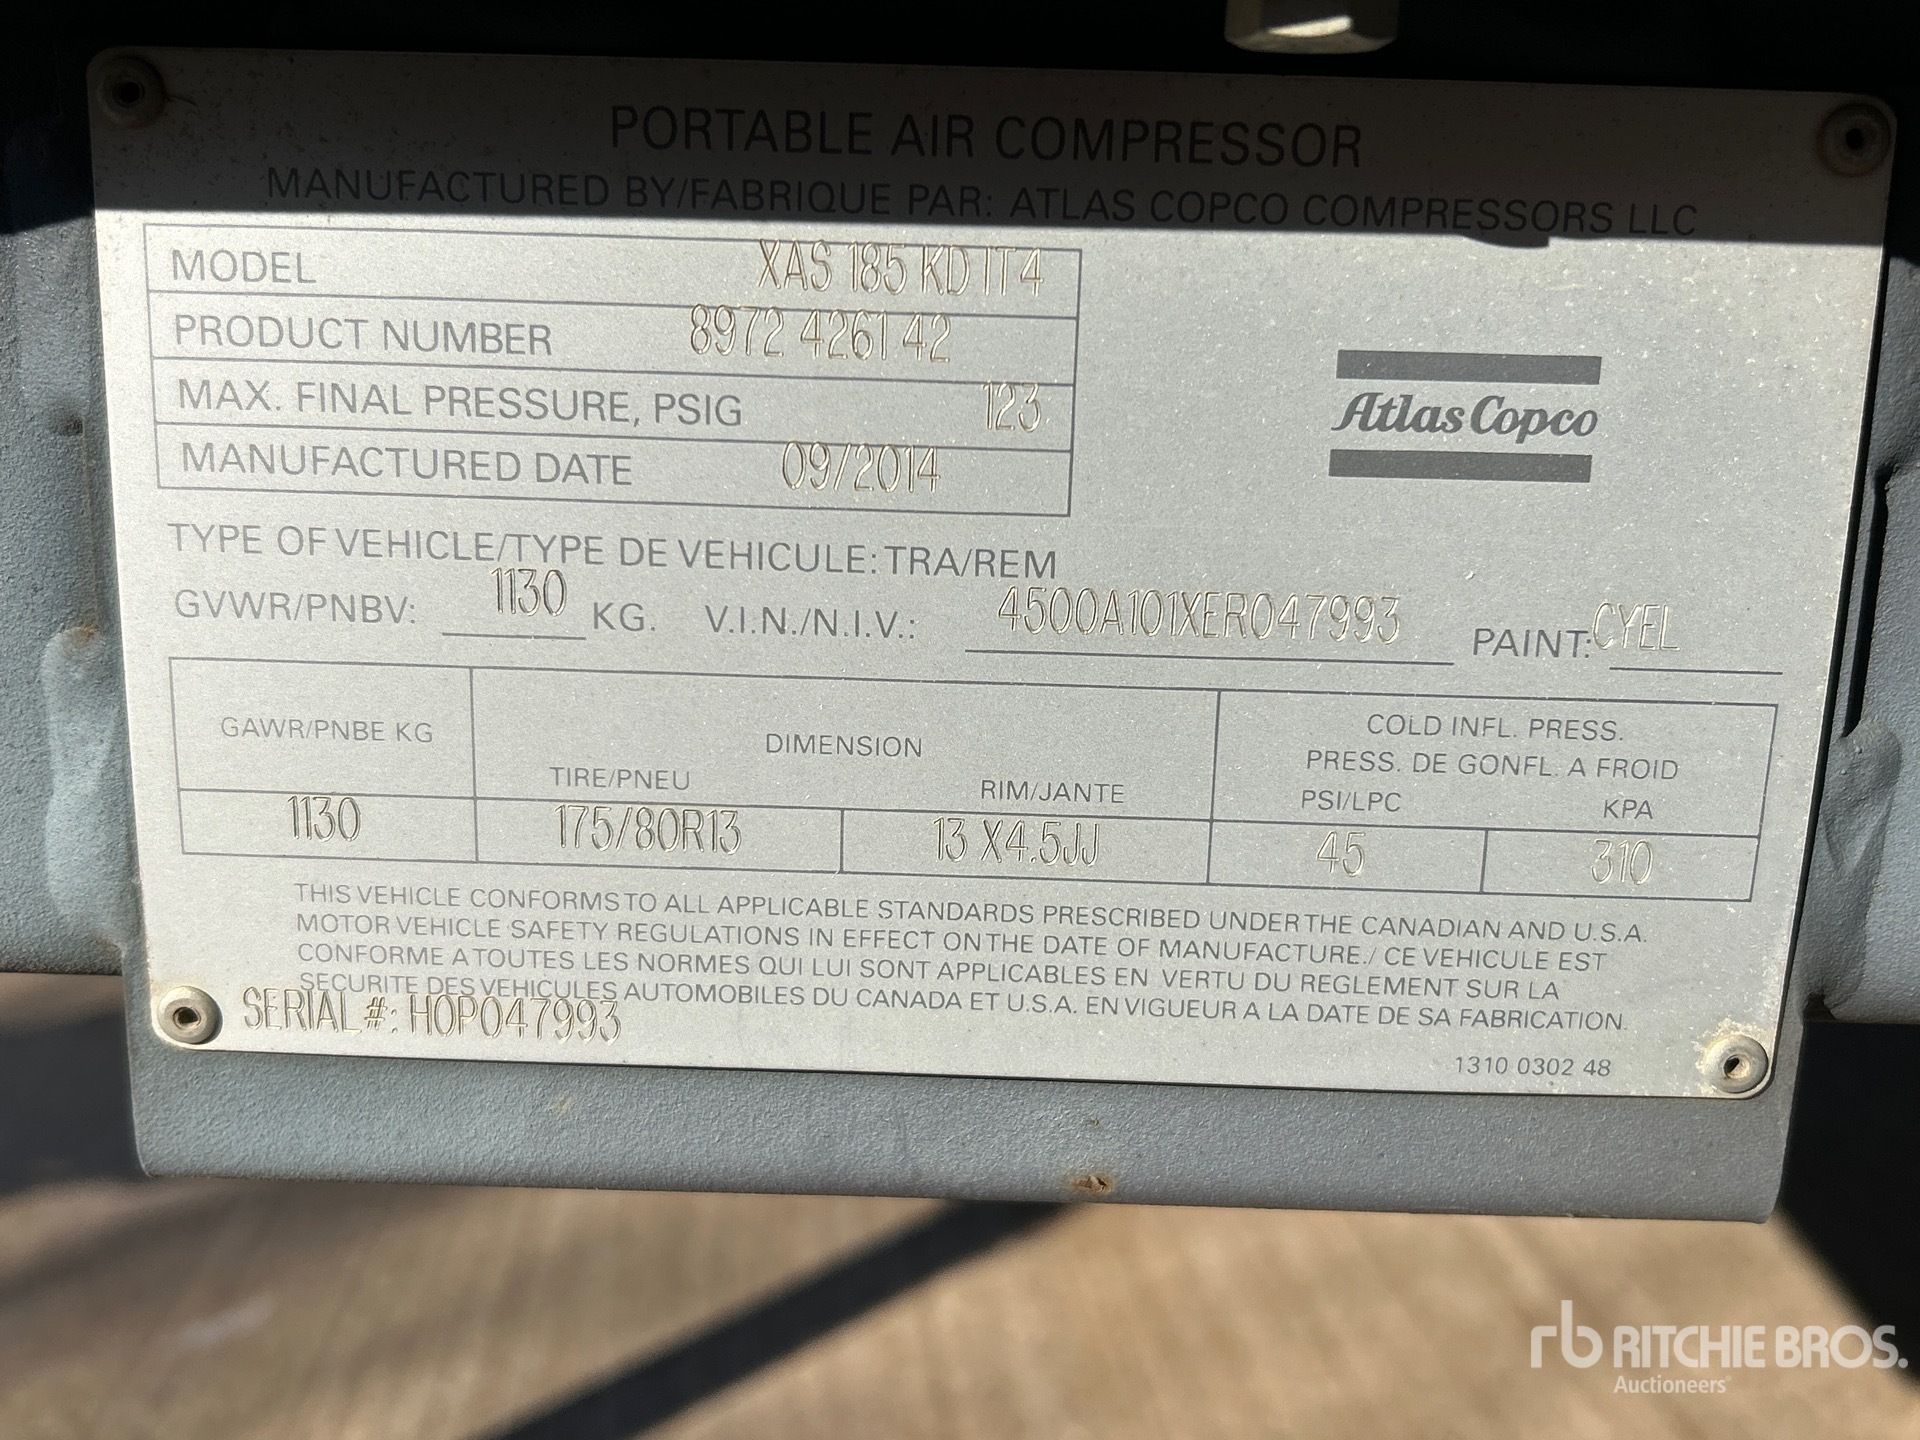 PORTABLE AIR COMPRESSOR
MANUFACTURED BY/FABRIQUE PAR: ATLAS COPCO COMPRESSORS LLC
MODEL XAS 185 KD IT4
PRODUCT NUMBER 8972 4261 42
MAX. FINAL PRESSURE, PSIG 123
MANUFACTURED DATE 09/2014
Atlas Copco
TYPE OF VEHICLE/TYPE DE VEHICULE: TRA/REM
GVWR/PNBV: 1130 KG. V.I.N./N.I.V.: 4500A101XER047993 PAINT: CYEL
GAWR/PNBE KG DIMENSION COLD INFL. PRESS.
PRESS. DE GONFL. A FROID
TIRE/PNEU RIM/JANTE PSI/LPC KPA
1130 175/80R13 13 X4.5JJ 45 310
THIS VEHICLE CONFORMS TO ALL APPLICABLE STANDARDS PRESCRIBED UNDER THE CANADIAN AND U.S.A.
MOTOR VEHICLE SAFETY REGULATIONS IN EFFECT ON THE DATE OF MANUFACTURE./ CE VEHICULE EST
CONFORME A TOUTES LES NORMES QUI LUI SONT APPLICABLES EN VERTU DU REGLEMENT SUR LA
SECURITE DES VEHICULES AUTOMOBILES DU CANADA ET U.S.A. EN VIGUEUR A LA DATE DE SA FABRICATION.
SERIAL #: HOP047993
1310 0302 48
rb RITCHIE BROS.
Auctioneers